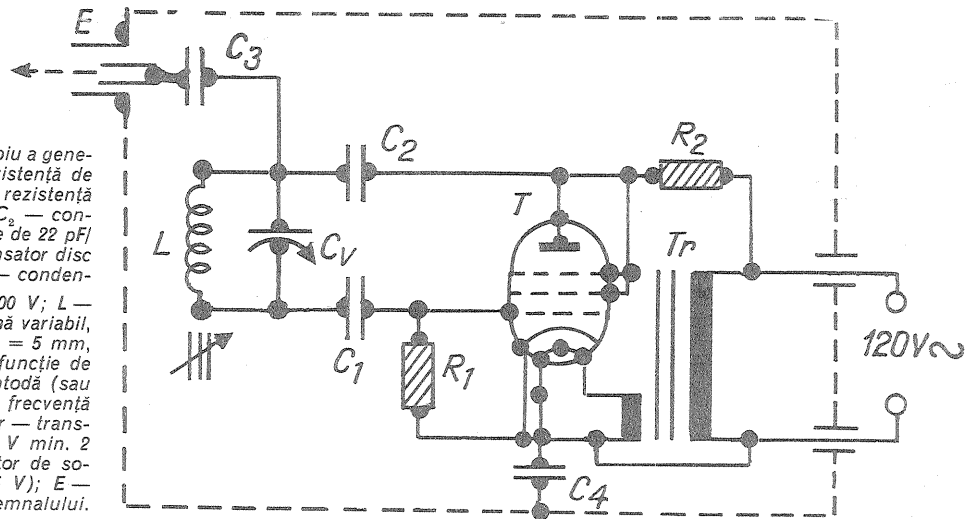 E
C3
C2
R2
T
Tr
L
CV
C1
R1
120V~
C4
piu a gene-
zistență de
rezistență
C₂ — con-
e de 22 pF/
nsator disc
— conden-
00 V; L —
nă variabil,
= 5 mm,
funcție de
ntodă (sau
frecvență
r — trans-
V min. 2
tor de so-
V); E —
emnalului.